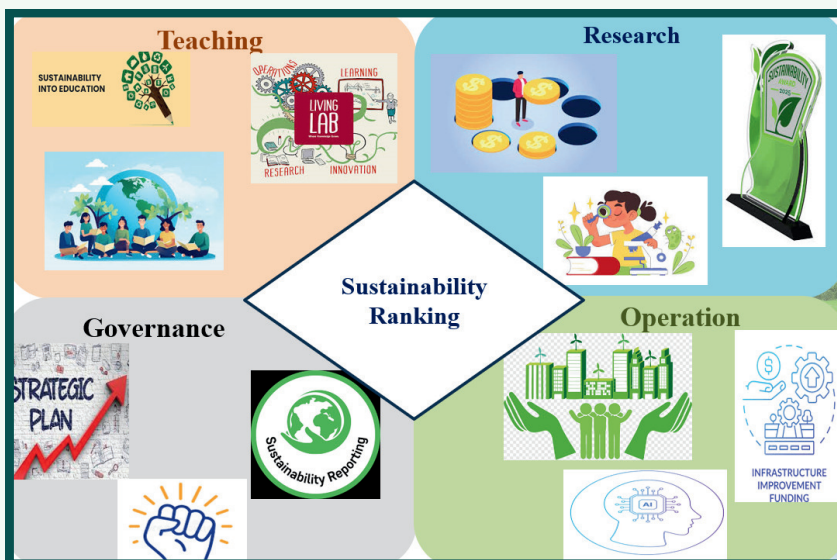 Teaching
SUSTAINABILITY
INTO EDUCATION
OPERATIONS
LEARNING
LIVING
LAB
RESEARCH
INNOVATION
Research
SUSTAINABILITY
AWARD
2025
Sustainability
Ranking
Governance
STRATEGIC
PLAN
Sustainability Reporting
Operation
AI
$
INFRASTRUCTURE
IMPROVEMENT
FUNDING